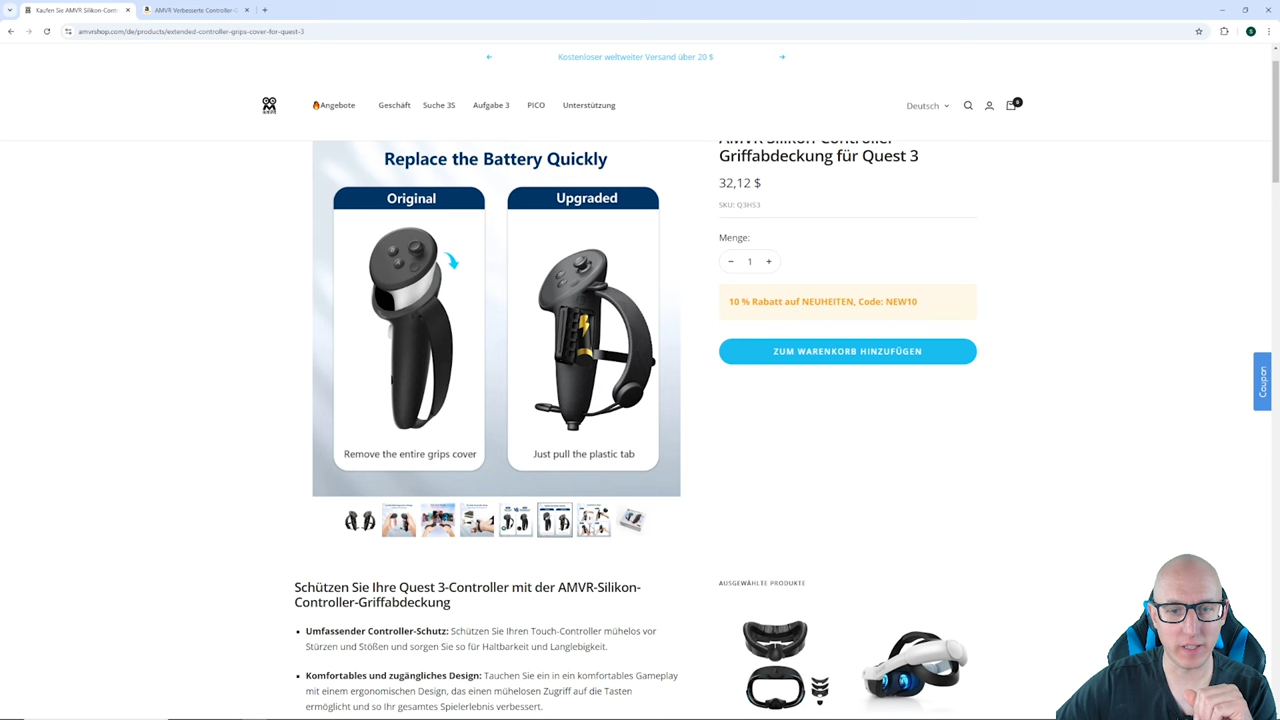 Kaufen Sie AMVR Silikon-Cont
AMVR Verbesserte Controller-G
amvrshop.com/de/products/extended-controller-grips-cover-for-quest-3
Kostenloser weltweiter Versand über 20 $
Angebote
Geschäft
Suche 3S
Aufgabe 3
PICO
Unterstützung
Deutsch
0
Replace the Battery Quickly
Original
Upgraded
Remove the entire grips cover
Just pull the plastic tab
AMVR-Silikon-Controller-
Griffabdeckung für Quest 3
32,12 $
SKU: Q3HS3
Menge:
− 1 +
10 % Rabatt auf NEUHEITEN, Code: NEW10
ZUM WARENKORB HINZUFÜGEN
Coupon
Schützen Sie Ihre Quest 3-Controller mit der AMVR-Silikon-
Controller-Griffabdeckung
Umfassender Controller-Schutz: Schützen Sie Ihren Touch-Controller mühelos vor
Stürzen und Stößen und sorgen Sie so für Haltbarkeit und Langlebigkeit.
Komfortables und zugängliches Design: Tauchen Sie ein in ein komfortables Gameplay
mit einem ergonomischen Design, das einen mühelosen Zugriff auf die Tasten
ermöglicht und so Ihr gesamtes Spielerlebnis verbessert.
AUSGEWÄHLTE PRODUKTE